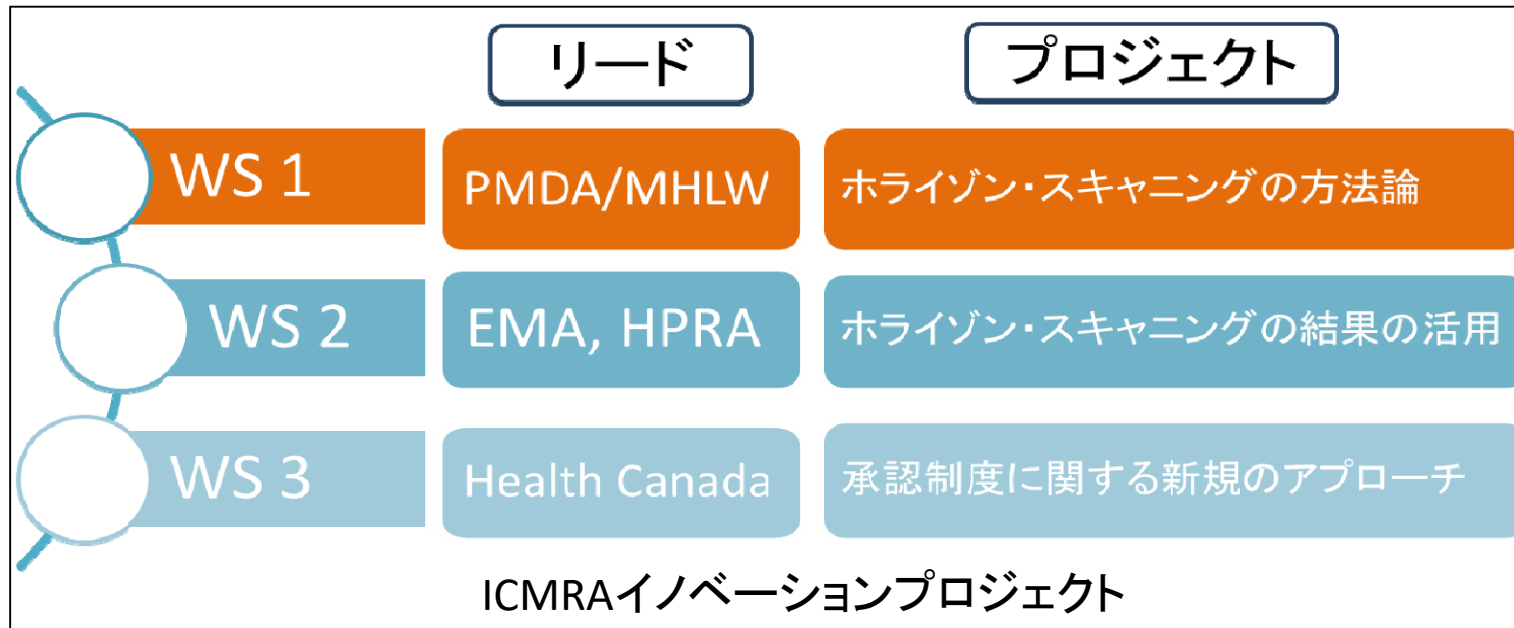 リード
プロジェクト
WS 1
PMDA/MHLW
ホライゾン・スキャニングの方法論
WS 2
EMA, HPRA
ホライゾン・スキャニングの結果の活用
WS 3
Health Canada
承認制度に関する新規のアプローチ
ICMRAイノベーションプロジェクト